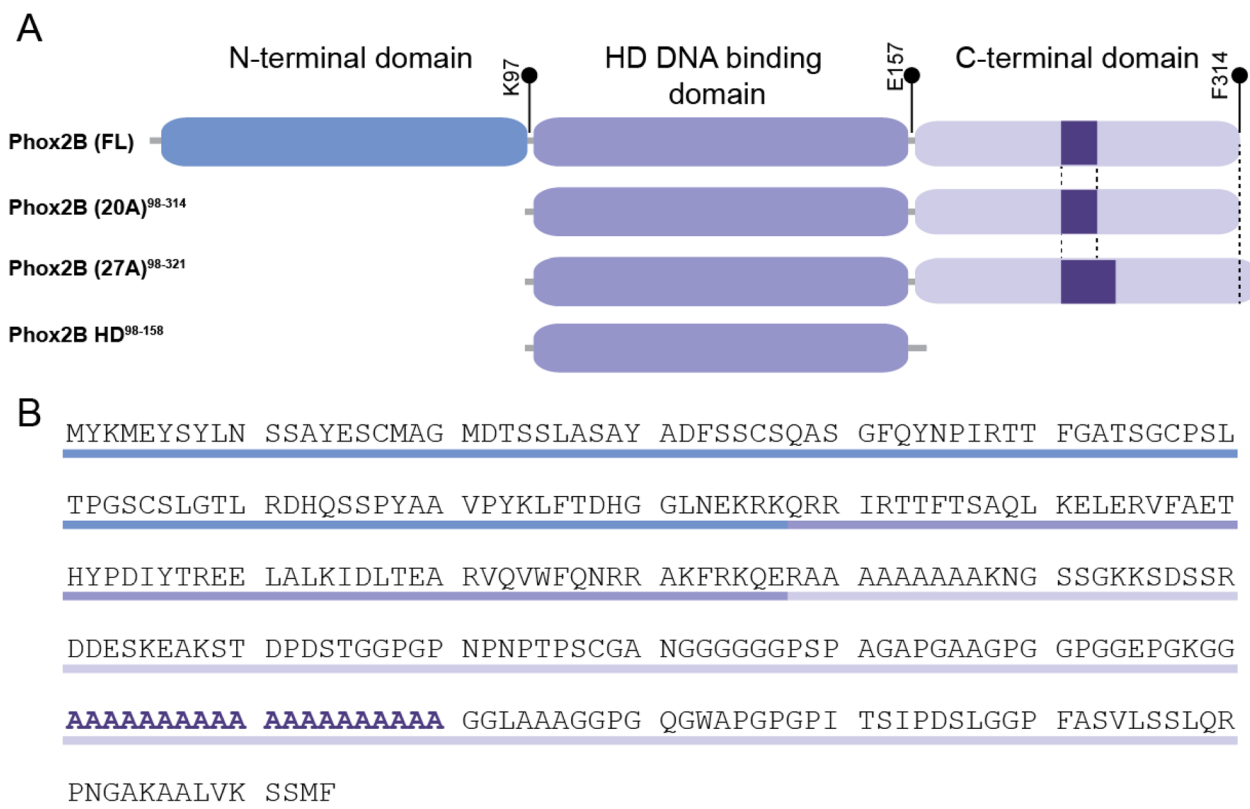 A
N-terminal domain
K97
HD DNA binding
domain
E157
C-terminal domain
F314
Phox2B (FL)
Phox2B (20A)98-314
Phox2B (27A)98-321
Phox2B HD98-158
B
MYKMEYSYLN SSAYESCMAG MDTSSLASAY ADFSSCSQAS GFQYNPIRTT FGATSGCPSL
TPGSCSLGTL RDHQSSPYAA VPYKLFTDHG GLNEKRKQRR IRTTFTSAQL KELERVFAET
HYPDIYTREE LALKIDLTEA RVQVWFQNRR AKFRKQERAA AAAAAAAKNG SSGKKSDSSR
DDESKEAKST DPDSTGGPGP NPNPTPSCGA NGGGGGGPSP AGAPGAAGPG GPGGEPGKGG
AAAAAAAAAA AAAAAAAAAA GGLAAAGGPG QGWAPGPGPI TSIPDSLGGP FASVLSSLQR
PNGAKAALVK SSMF